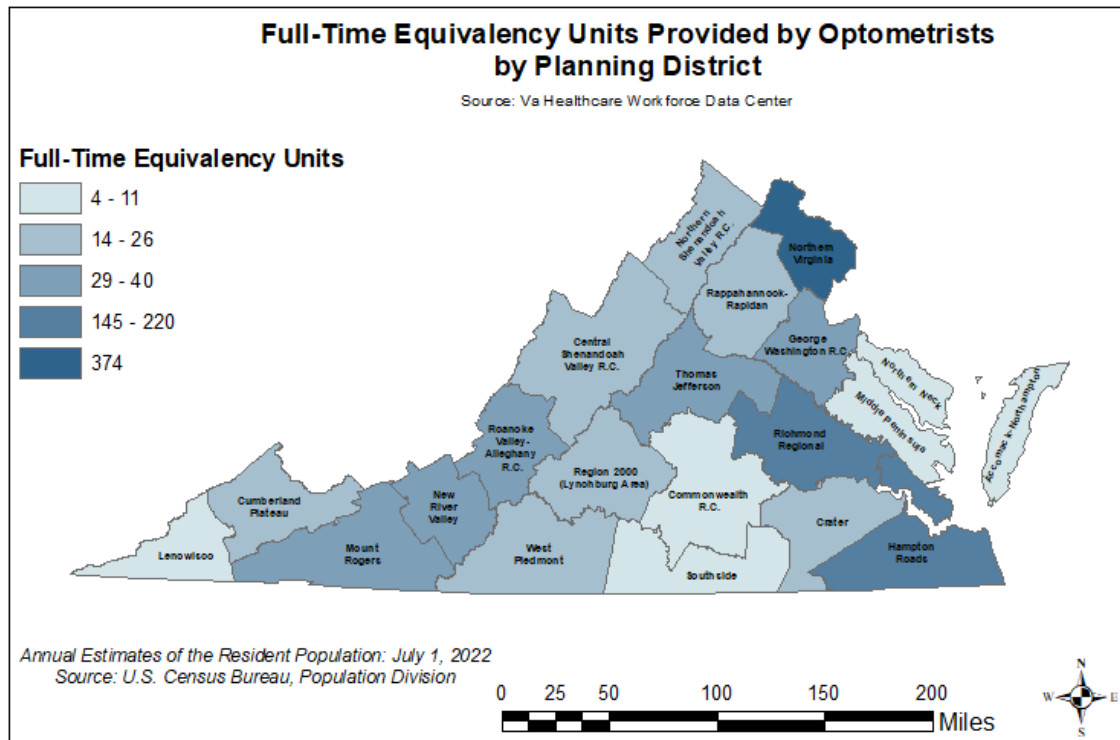 Full-Time Equivalency Units Provided by Optometrists
by Planning District
Source: Va Healthcare Workforce Data Center
Full-Time Equivalency Units
4 - 11
14 - 26
29 - 40
145 - 220
374
Northern
Shenandoah
Valley R.C.
Northern
Virginia
Rappahannock-
Rapidan
Central
Shenandoah
Valley R.C.
George
Washington R.C.
Thomas
Jefferson
Northern Neck
Middle Peninsula
Accomack-Northampton
Roanoke
Valley-
Alleghany
R.C.
Richmond
Regional
Region 2000
(Lynchburg Area)
Commonwealth
R.C.
Cumberland
Plateau
New
River
Valley
Crater
Lenowisco
Mount
Rogers
West
Piedmont
Southside
Hampton
Roads
Annual Estimates of the Resident Population: July 1, 2022
Source: U.S. Census Bureau, Population Division
0 25 50 100 150 200
Miles
N
W E
S